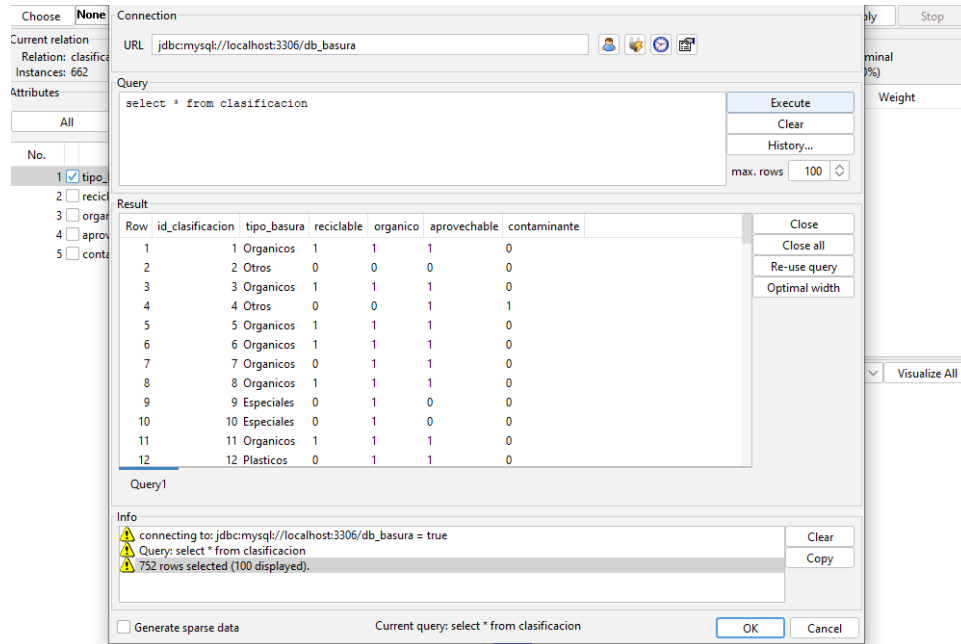 Choose None Connection ply Stop
Current relation
URL jdbc:mysql://localhost:3306/db_basura
Relation: clasifica minal
Instances: 662 0%)
Query
Attributes select * from clasificacion Execute Weight
All Clear
History...
No. max. rows 100
1 tipo_
2 recicl Result
3 organ Row id_clasificacion tipo_basura reciclable organico aprovechable contaminante Close
4 aprov 1 1 Organicos 1 1 1 0 Close all
5 conta 2 2 Otros 0 0 0 0 Re-use query
3 3 Organicos 1 1 1 0 Optimal width
4 4 Otros 0 0 1 1
5 5 Organicos 1 1 1 0
6 6 Organicos 1 1 1 0
7 7 Organicos 0 1 1 0
8 8 Organicos 1 1 1 0 Visualize All
9 9 Especiales 0 1 0 0
10 10 Especiales 0 1 0 0
11 11 Organicos 1 1 1 0
12 12 Plasticos 0 1 1 0
Query1
Info
connecting to: jdbc:mysql://localhost:3306/db_basura = true Clear
Query: select * from clasificacion
752 rows selected (100 displayed). Copy
Generate sparse data Current query: select * from clasificacion OK Cancel